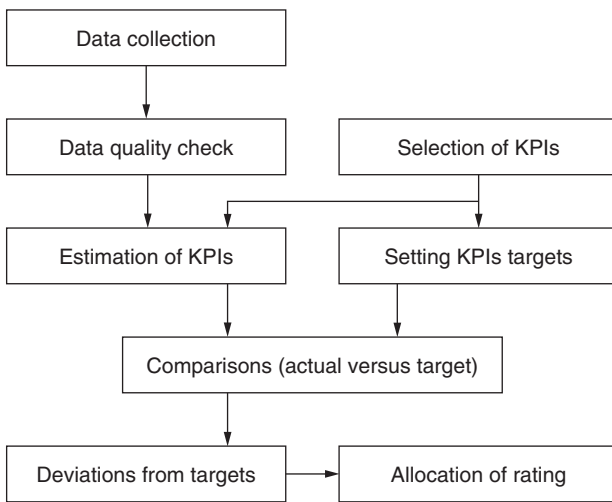 Data collection
Data quality check
Selection of KPIs
Estimation of KPIs
Setting KPIs targets
Comparisons (actual versus target)
Deviations from targets
Allocation of rating